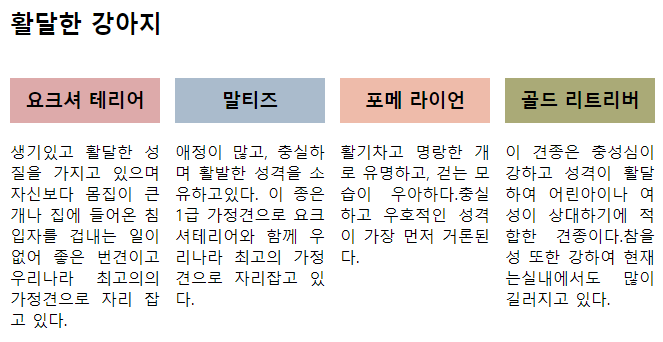 활달한 강아지
요크셔 테리어
생기있고 활달한 성
질을 가지고 있으며
자신보다 몸집이 큰
개나 집에 들어온 침
입자를 겁내는 일이
없어 좋은 번견이고
우리나라 최고의의
가정견으로 자리 잡
고 있다.
말티즈
애정이 많고, 충실하
며 활발한 성격을 소
유하고있다. 이 종은
1급 가정견으로 요크
셔테리어와 함께 우
리나라 최고의 가정
견으로 자리잡고 있
다.
포메 라이언
활기차고 명랑한 개
로 유명하고, 걷는 모
습이 우아하다.충실
하고 우호적인 성격
이 가장 먼저 거론된
다.
골드 리트리버
이 견종은 충성심이
강하고 성격이 활달
하여 어린아이나 여
성이 상대하기에 적
합한 견종이다.참을
성 또한 강하여 현재
는실내에서도 많이
길러지고 있다.